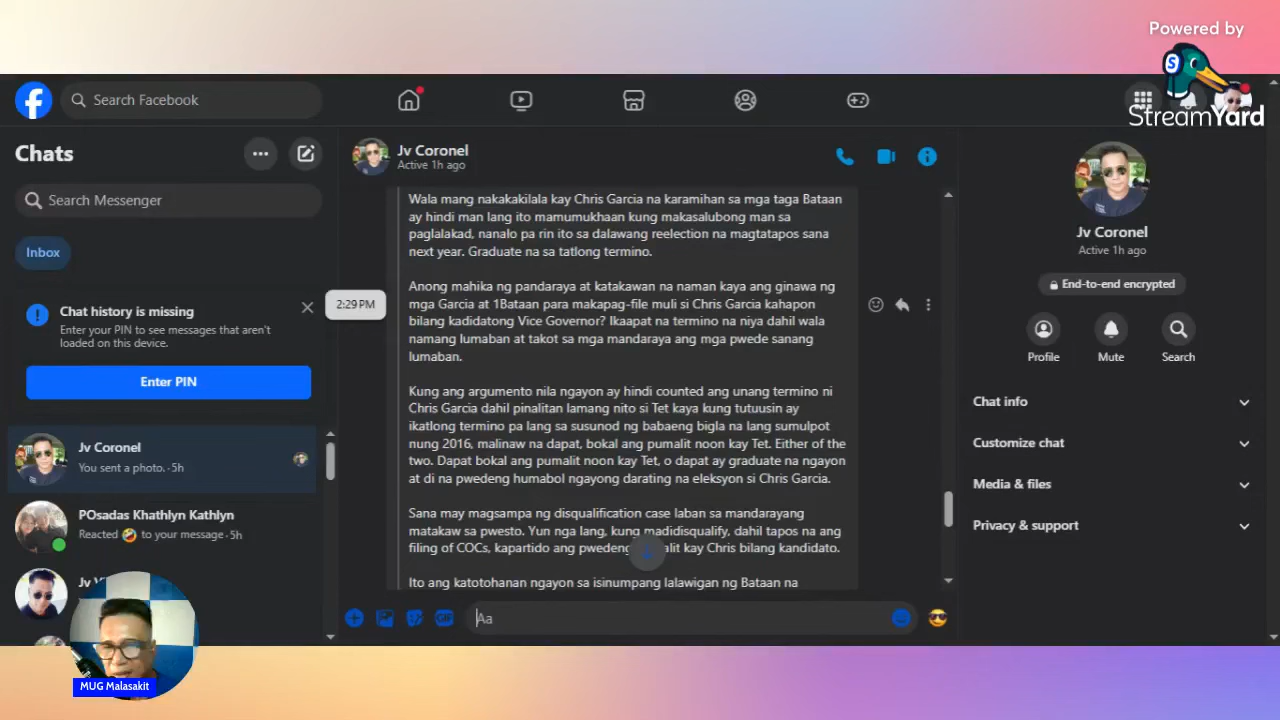 Powered by
StreamYard
Search Facebook
Chats
Search Messenger
Inbox
Chat history is missing
Enter your PIN to see messages that aren't
loaded on this device.
Enter PIN
Jv Coronel
You sent a photo. · 5h
POsadas Khathlyn Kathlyn
Reacted 🤣 to your message · 5h
Jv
MUG Malasakit
Jv Coronel
Active 1h ago
2:29 PM
Wala mang nakakakilala kay Chris Garcia na karamihan sa mga taga Bataan
ay hindi man lang ito mamumukhaan kung makasalubong man sa
paglalakad, nanalo pa rin ito sa dalawang reelection na magtatapos sana
next year. Graduate na sa tatlong termino.
Anong mahika ng pandaraya at katakawan na naman kaya ang ginawa ng
mga Garcia at 1Bataan para makapag-file muli si Chris Garcia kahapon
bilang kadidatong Vice Governor? Ikaapat na termino na niya dahil wala
namang lumaban at takot sa mga mandaraya ang mga pwede sanang
lumaban.
Kung ang argumento nila ngayon ay hindi counted ang unang termino ni
Chris Garcia dahil pinalitan lamang nito si Tet kaya kung tutuusin ay
ikatlong termino pa lang sa susunod ng babaeng bigla na lang sumulpot
nung 2016, malinaw na dapat, bokal ang pumalit noon kay Tet. Either of the
two. Dapat bokal ang pumalit noon kay Tet, o dapat ay graduate na ngayon
at di na pwedeng humabol ngayong darating na eleksyon si Chris Garcia.
Sana may magsampa ng disqualification case laban sa mandarayang
matakaw sa pwesto. Yun nga lang, kung madidisqualify, dahil tapos na ang
filing of COCs, kapartido ang pwedeng kay Chris bilang kandidato.
Ito ang katotohanan ngayon sa isinumpang lalawigan ng Bataan na
Aa
Jv Coronel
Active 1h ago
End-to-end encrypted
Profile
Mute
Search
Chat info
Customize chat
Media & files
Privacy & support